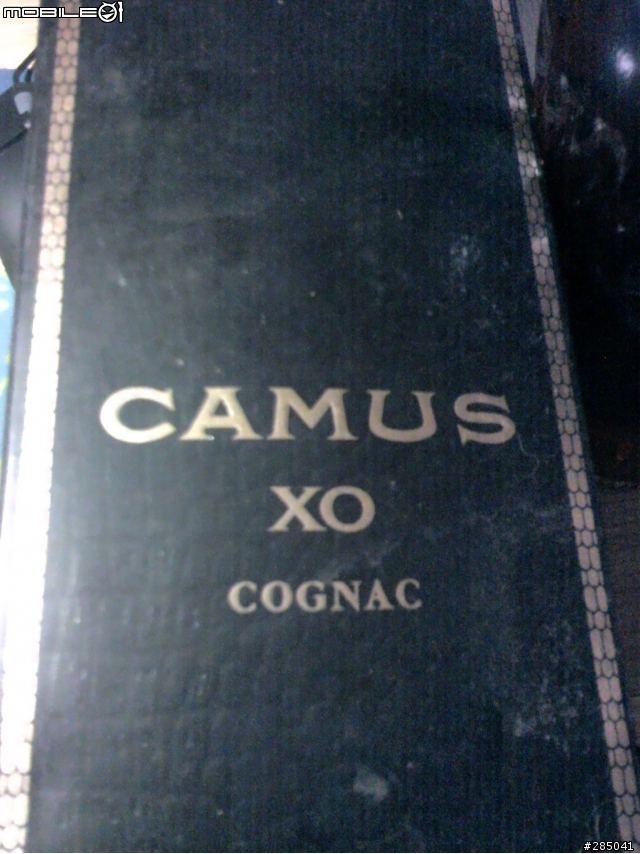 MOBILE01
CAMUS
XO
COGNAC
#285041